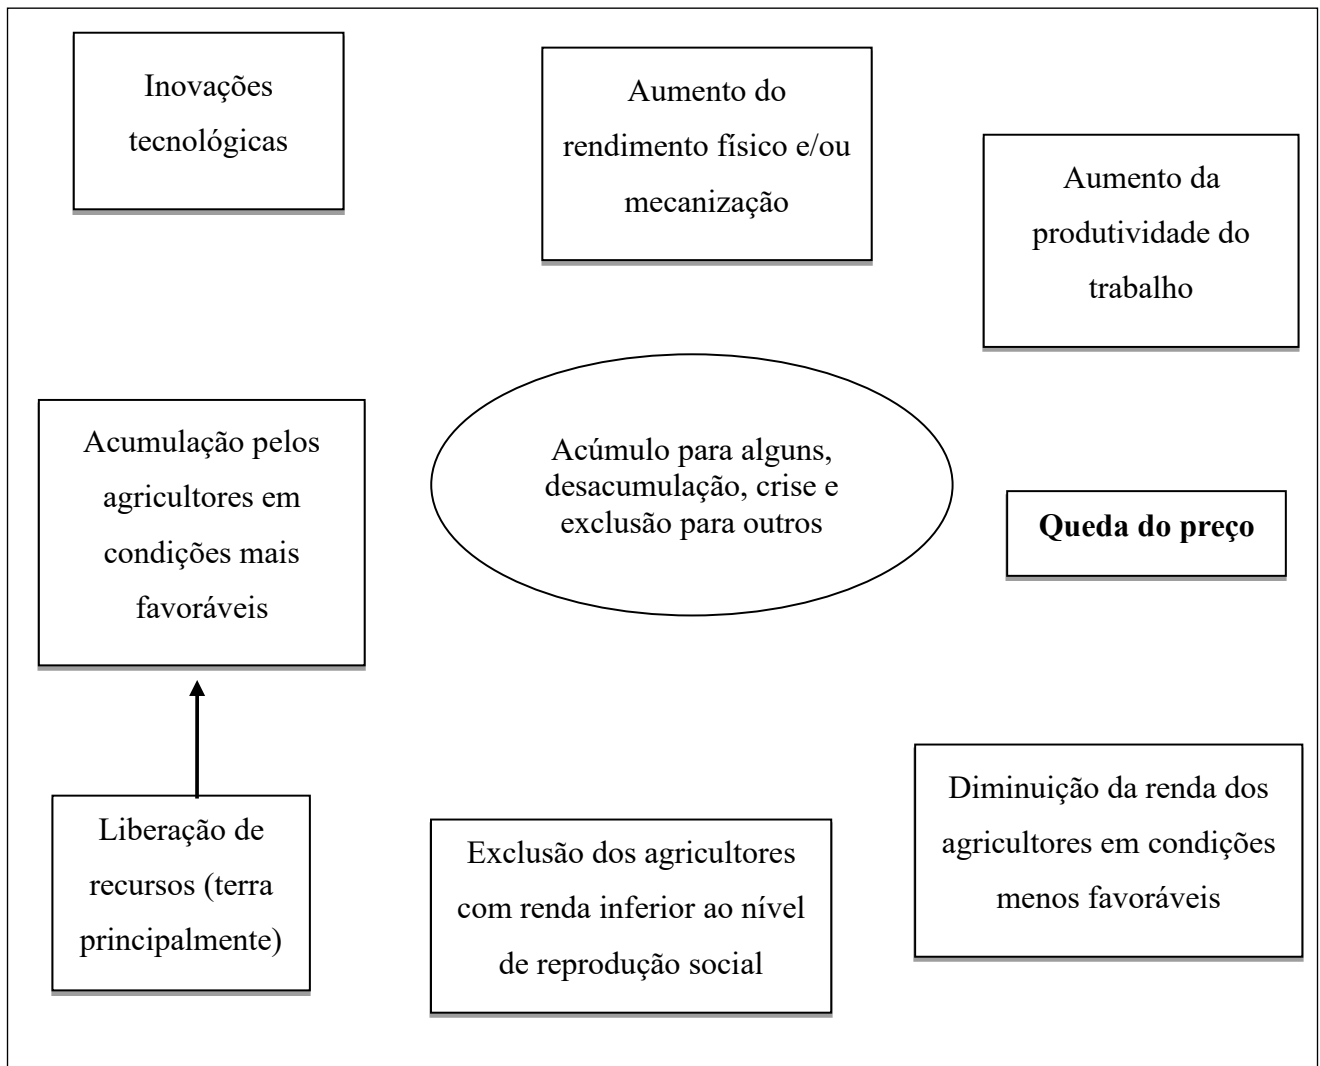 Inovações
tecnológicas
Aumento do
rendimento físico e/ou
mecanização
Aumento da
produtividade do
trabalho
Acumulação pelos
agricultores em
condições mais
favoráveis
Acúmulo para alguns,
desacumulação, crise e
exclusão para outros
Queda do preço
Liberação de
recursos (terra
principalmente)
Exclusão dos agricultores
com renda inferior ao nível
de reprodução social
Diminuição da renda dos
agricultores em condições
menos favoráveis